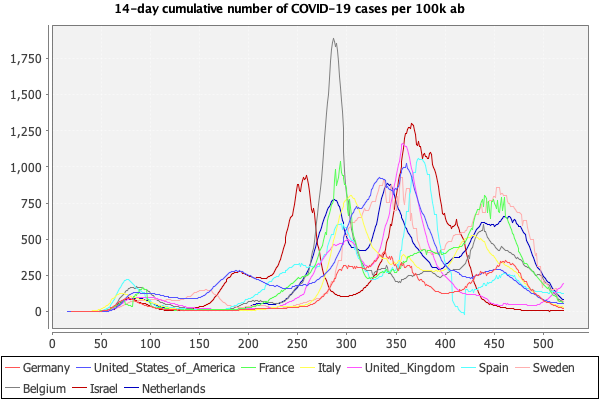 14-day cumulative number of COVID-19 cases per 100k ab
1,750
1,500
1,250
1,000
750
500
250
0
0 50 100 150 200 250 300 350 400 450 500
Germany United_States_of_America France Italy United_Kingdom Spain Sweden
Belgium Israel Netherlands